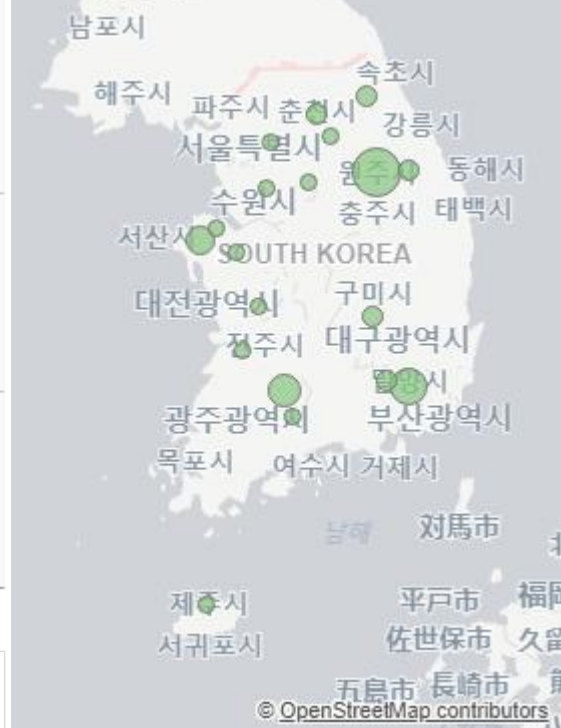 남포시
속초시
해주시
파주시
춘천시
강릉시
서울특별시
원주시
동해시
수원시
충주시
태백시
서산시
SOUTH KOREA
구미시
대전광역시
전주시
대구광역시
밀양시
광주광역시
부산광역시
목포시
여수시
거제시
남해
対馬市
제주시
平戸市
福岡
서귀포시
佐世保市
久留
五島市
長崎市
© OpenStreetMap contributors